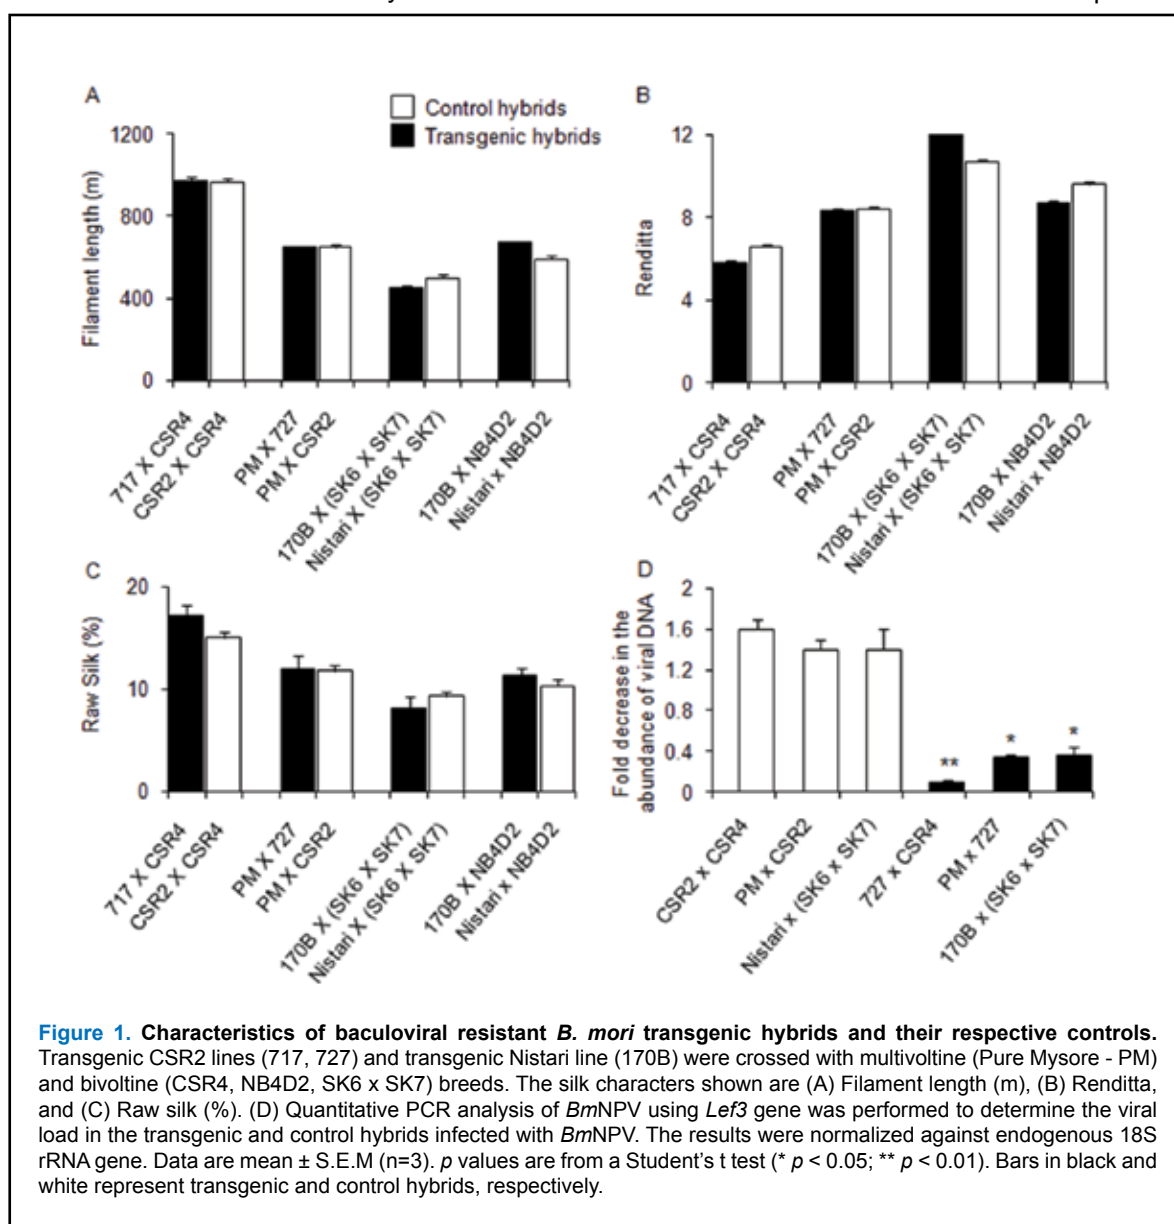 A
Control hybrids
Transgenic hybrids
Filament length (m)
1200
800
400
0
717 X CSR4
CSR2 X CSR4
PM X 727
PM X CSR2
170B X (SK6 X SK7)
Nistari X (SK6 X SK7)
170B X NB4D2
Nistari X NB4D2
B
Renditta
12
8
4
0
717 X CSR4
CSR2 X CSR4
PM X 727
PM X CSR2
170B X (SK6 X SK7)
Nistari X (SK6 X SK7)
170B X NB4D2
Nistari X NB4D2
C
Raw Silk (%)
20
10
0
717 X CSR4
CSR2 X CSR4
PM X 727
PM X CSR2
170B X (SK6 X SK7)
Nistari X (SK6 X SK7)
170B X NB4D2
Nistari X NB4D2
D
Fold decrease in the
abundance of viral DNA
2
1.6
1.2
0.8
0.4
0
**
*
*
CSR2 x CSR4
PM x CSR2
Nistari x (SK6 x SK7)
727 x CSR4
PM x 727
170B x (SK6 x SK7)
Figure 1. Characteristics of baculoviral resistant B. mori transgenic hybrids and their respective controls.
Transgenic CSR2 lines (717, 727) and transgenic Nistari line (170B) were crossed with multivoltine (Pure Mysore - PM)
and bivoltine (CSR4, NB4D2, SK6 x SK7) breeds. The silk characters shown are (A) Filament length (m), (B) Renditta,
and (C) Raw silk (%). (D) Quantitative PCR analysis of BmNPV using Lef3 gene was performed to determine the viral
load in the transgenic and control hybrids infected with BmNPV. The results were normalized against endogenous 18S
rRNA gene. Data are mean ± S.E.M (n=3). p values are from a Student’s t test (* p < 0.05; ** p < 0.01). Bars in black and
white represent transgenic and control hybrids, respectively.